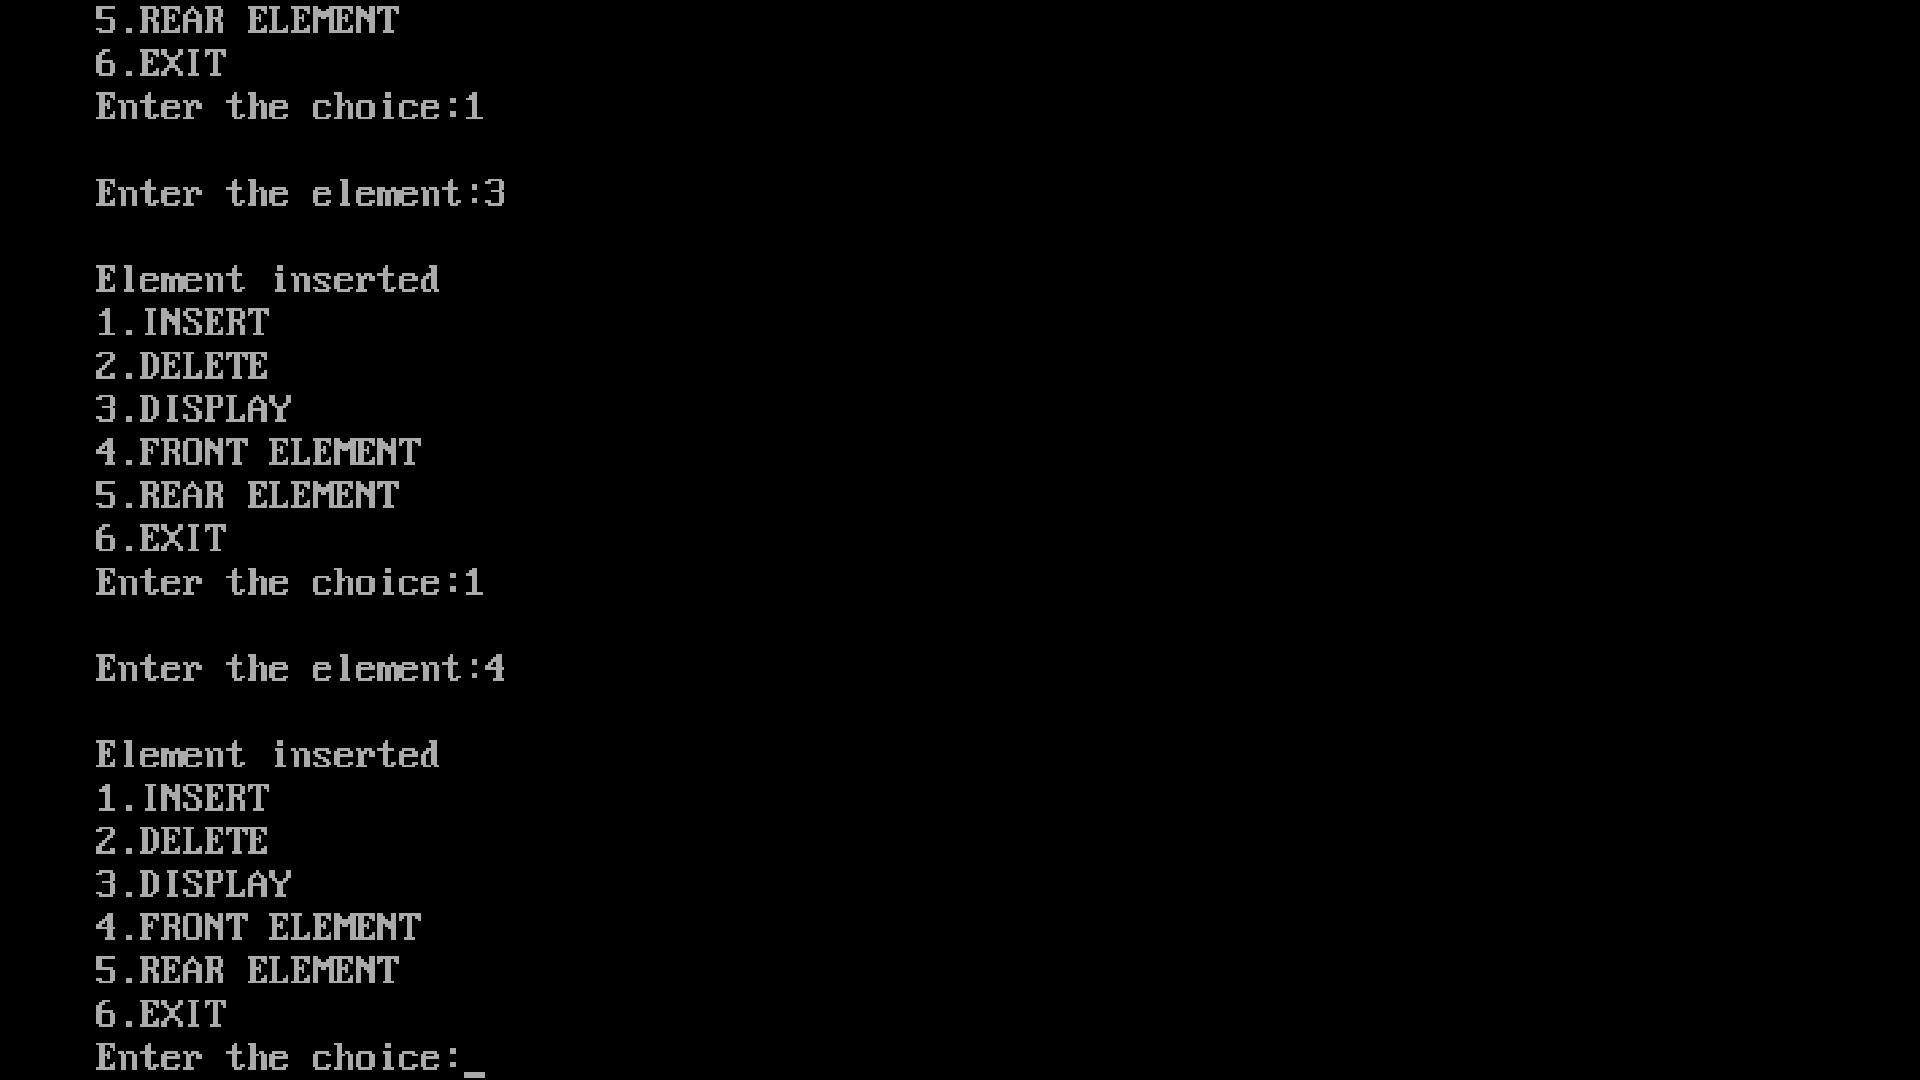 5.REAR ELEMENT
6.EXIT
Enter the choice:1
Enter the element:3
Element inserted
1.INSERT
2.DELETE
3.DISPLAY
4.FRONT ELEMENT
5.REAR ELEMENT
6.EXIT
Enter the choice:1
Enter the element:4
Element inserted
1.INSERT
2.DELETE
3.DISPLAY
4.FRONT ELEMENT
5.REAR ELEMENT
6.EXIT
Enter the choice:_